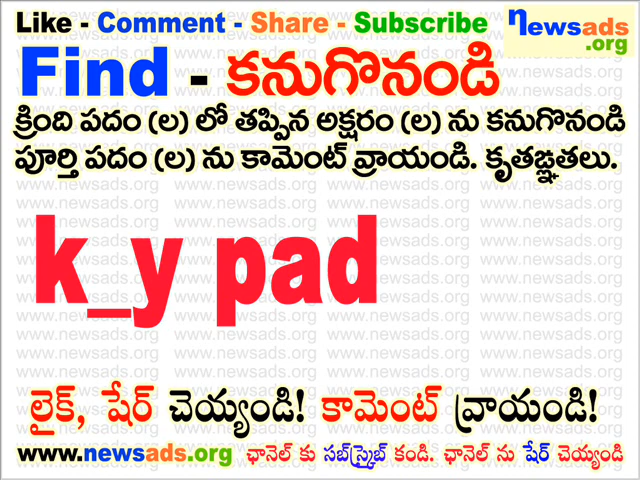 Like - Comment - Share - Subscribe
newsads
.org
Find - కనుగొనండి
క్రింది పదం (ల) లో తప్పిన అక్షరం (ల) ను కనుగొనండి
పూర్తి పదం (ల) ను కామెంట్ వ్రాయండి. కృతఙ్ఞతలు.
k_y pad
లైక్, షేర్ చెయ్యండి! కామెంట్ వ్రాయండి!
www.newsads.org ఛానెల్ కు సబ్‌స్క్రైబ్ కండి. ఛానెల్ ను షేర్ చెయ్యండి